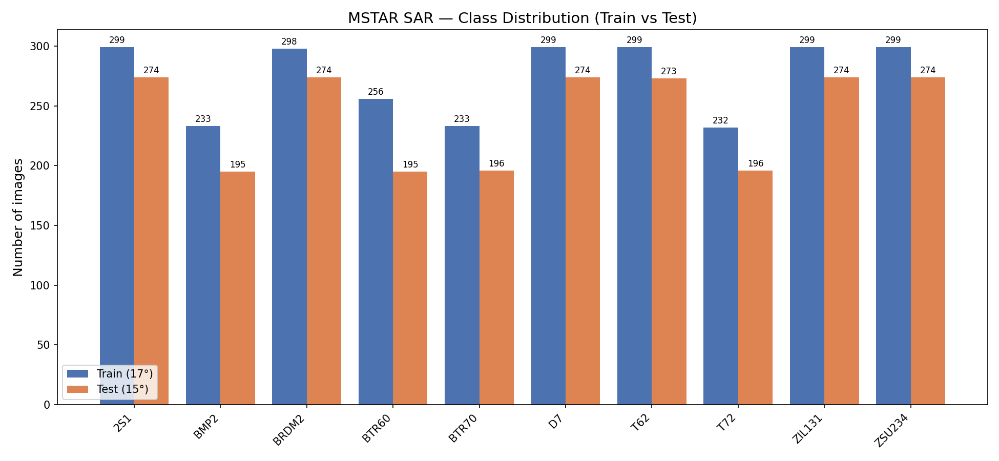 MSTAR SAR — Class Distribution (Train vs Test)
Number of images
300
250
200
150
100
50
0
299
274
233
195
298
274
256
195
233
196
299
274
299
273
232
196
299
274
299
274
Train (17°)
Test (15°)
2S1
BMP2
BRDM2
BTR60
BTR70
D7
T62
T72
ZIL131
ZSU234